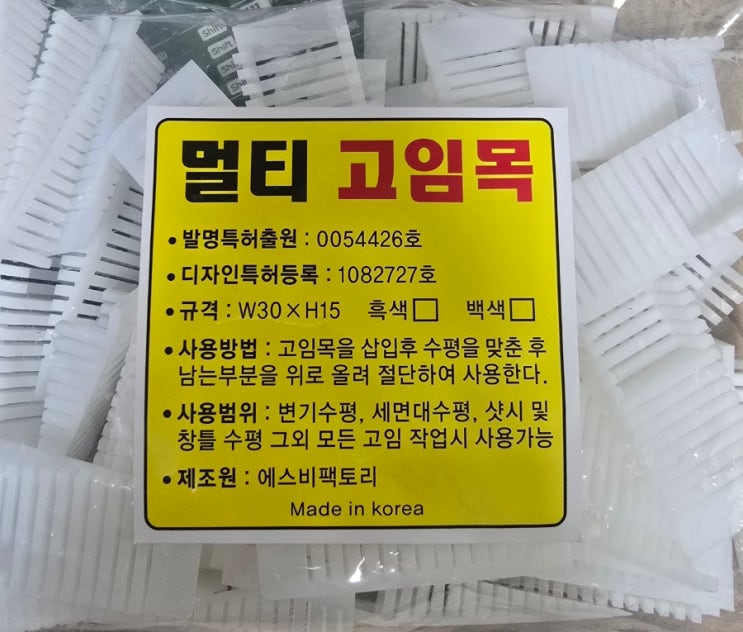 Shift
Shift
Shift
멀티 고임목
• 발명특허출원 : 0054426호
• 디자인특허등록 : 1082727호
• 규격 : W30×H15 흑색□ 백색□
• 사용방법 : 고임목을 삽입후 수평을 맞춘 후
남는부분을 위로 올려 절단하여 사용한다.
• 사용범위 : 변기수평, 세면대수평, 샷시 및
창틀 수평 그외 모든 고임 작업시 사용가능
• 제조원 : 에스비팩토리
Made in korea